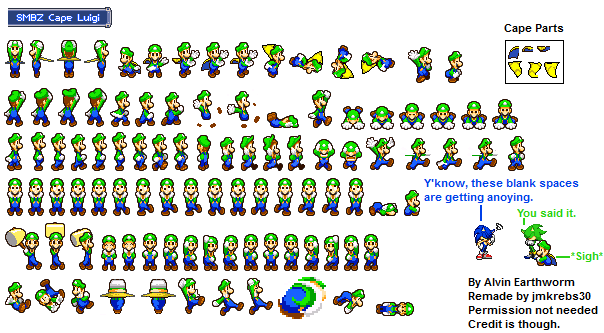 SMBZ Cape Luigi
Cape Parts
Y'know, these blank spaces
are getting anoying.
You said it.
*Sigh*
By Alvin Earthworm
Remade by jmkrebs30
Permission not needed
Credit is though.